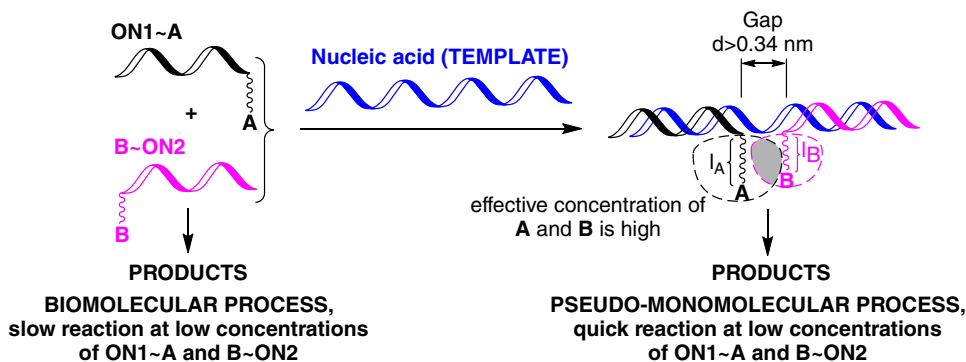 ON1~A
A
+
B~ON2
B
Nucleic acid (TEMPLATE)
Gap
d>0.34 nm
lA
A
lB
B
effective concentration of
A and B is high
PRODUCTS
BIOMOLECULAR PROCESS,
slow reaction at low concentrations
of ON1~A and B~ON2
PRODUCTS
PSEUDO-MONOMOLECULAR PROCESS,
quick reaction at low concentrations
of ON1~A and B~ON2